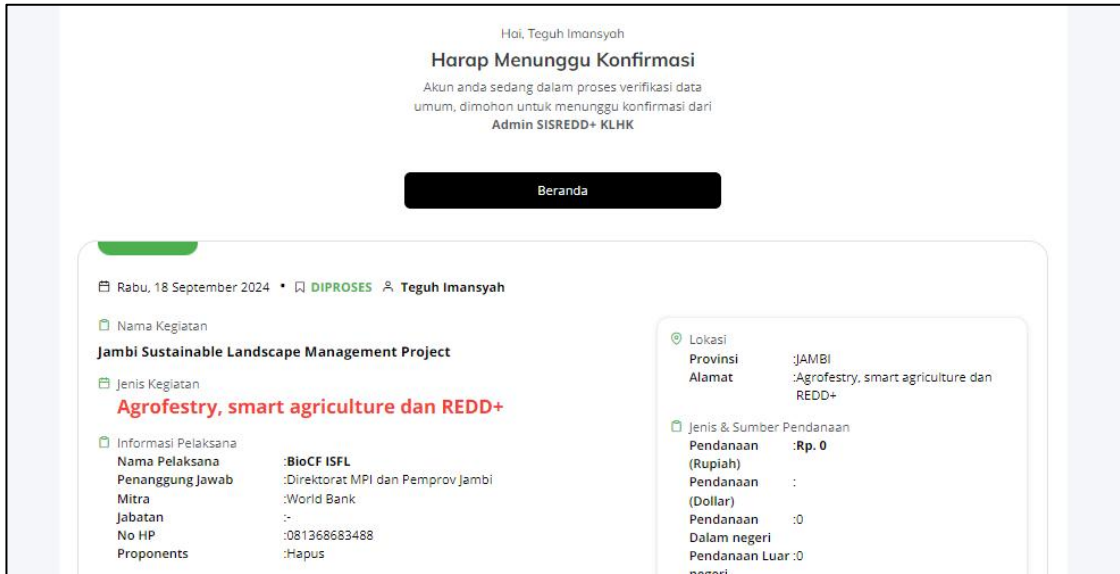 Hai, Teguh Imansyah
Harap Menunggu Konfirmasi
Akun anda sedang dalam proses verifikasi data
umum, dimohon untuk menunggu konfirmasi dari
Admin SISREDD+ KLHK
Beranda
Rabu, 18 September 2024 • DIPROSES Teguh Imansyah
Nama Kegiatan
Jambi Sustainable Landscape Management Project
Jenis Kegiatan
Agrofestry, smart agriculture dan REDD+
Informasi Pelaksana
Nama Pelaksana :BioCF ISFL
Penanggung Jawab :Direktorat MPI dan Pemprov Jambi
Mitra :World Bank
Jabatan :-
No HP :081368683488
Proponents :Hapus
Lokasi
Provinsi :JAMBI
Alamat :Agrofestry, smart agriculture dan
REDD+
Jenis & Sumber Pendanaan
Pendanaan :Rp. 0
(Rupiah)
Pendanaan :
(Dollar)
Pendanaan :0
Dalam negeri
Pendanaan Luar :0
negeri